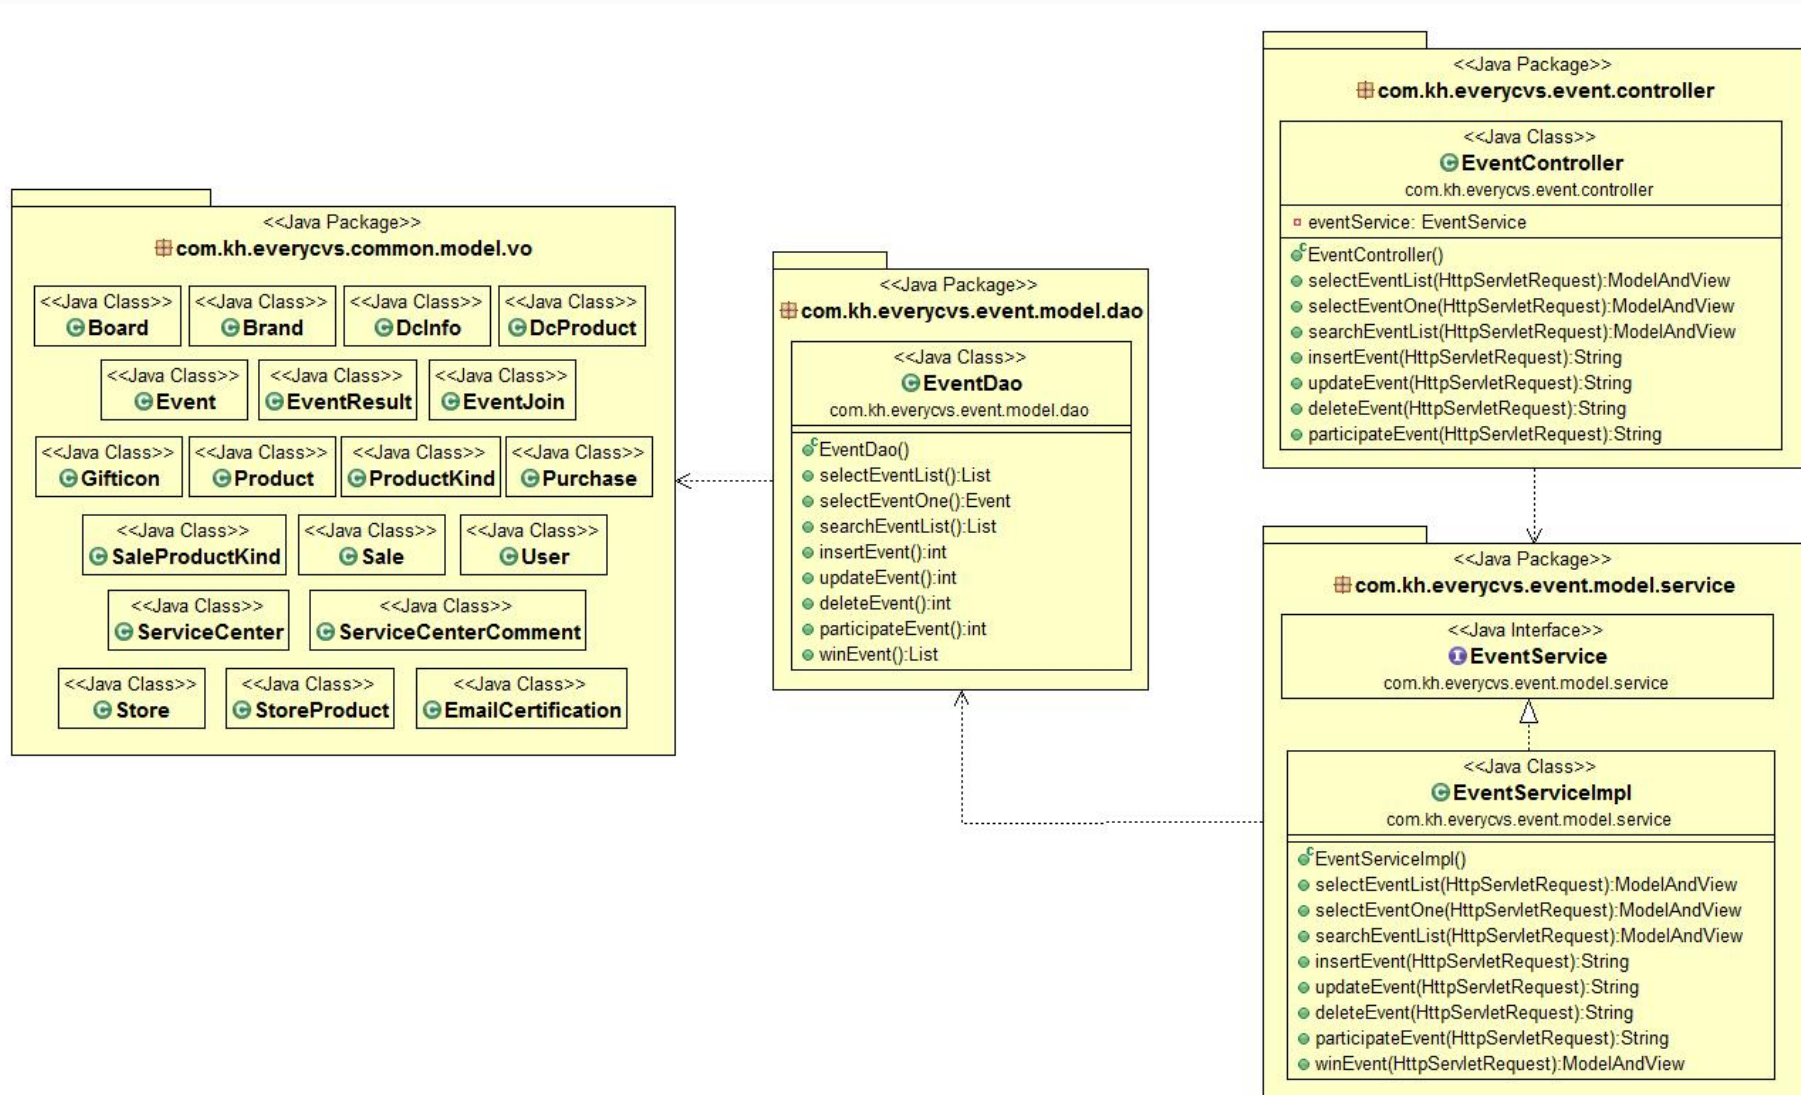 <<Java Package>>
com.kh.everycvs.common.model.vo
<<Java Class>> <<Java Class>> <<Java Class>> <<Java Class>>
Board Brand DcInfo DcProduct
<<Java Class>> <<Java Class>> <<Java Class>>
Event EventResult EventJoin
<<Java Class>> <<Java Class>> <<Java Class>> <<Java Class>>
Gifticon Product ProductKind Purchase
<<Java Class>> <<Java Class>> <<Java Class>>
SaleProductKind Sale User
<<Java Class>> <<Java Class>>
ServiceCenter ServiceCenterComment
<<Java Class>> <<Java Class>> <<Java Class>>
Store StoreProduct EmailCertification
<<Java Package>>
com.kh.everycvs.event.model.dao
<<Java Class>>
EventDao
com.kh.everycvs.event.model.dao
EventDao()
selectEventList():List
selectEventOne():Event
searchEventList():List
insertEvent():int
updateEvent():int
deleteEvent():int
participateEvent():int
winEvent():List
<<Java Package>>
com.kh.everycvs.event.controller
<<Java Class>>
EventController
com.kh.everycvs.event.controller
eventService: EventService
EventController()
selectEventList(HttpServletRequest):ModelAndView
selectEventOne(HttpServletRequest):ModelAndView
searchEventList(HttpServletRequest):ModelAndView
insertEvent(HttpServletRequest):String
updateEvent(HttpServletRequest):String
deleteEvent(HttpServletRequest):String
participateEvent(HttpServletRequest):String
<<Java Package>>
com.kh.everycvs.event.model.service
<<Java Interface>>
EventService
com.kh.everycvs.event.model.service
<<Java Class>>
EventServiceImpl
com.kh.everycvs.event.model.service
EventServiceImpl()
selectEventList(HttpServletRequest):ModelAndView
selectEventOne(HttpServletRequest):ModelAndView
searchEventList(HttpServletRequest):ModelAndView
insertEvent(HttpServletRequest):String
updateEvent(HttpServletRequest):String
deleteEvent(HttpServletRequest):String
participateEvent(HttpServletRequest):String
winEvent(HttpServletRequest):ModelAndView